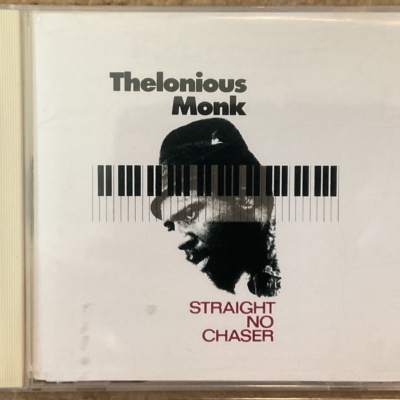 Thelonious
Monk
STRAIGHT
NO
CHASER